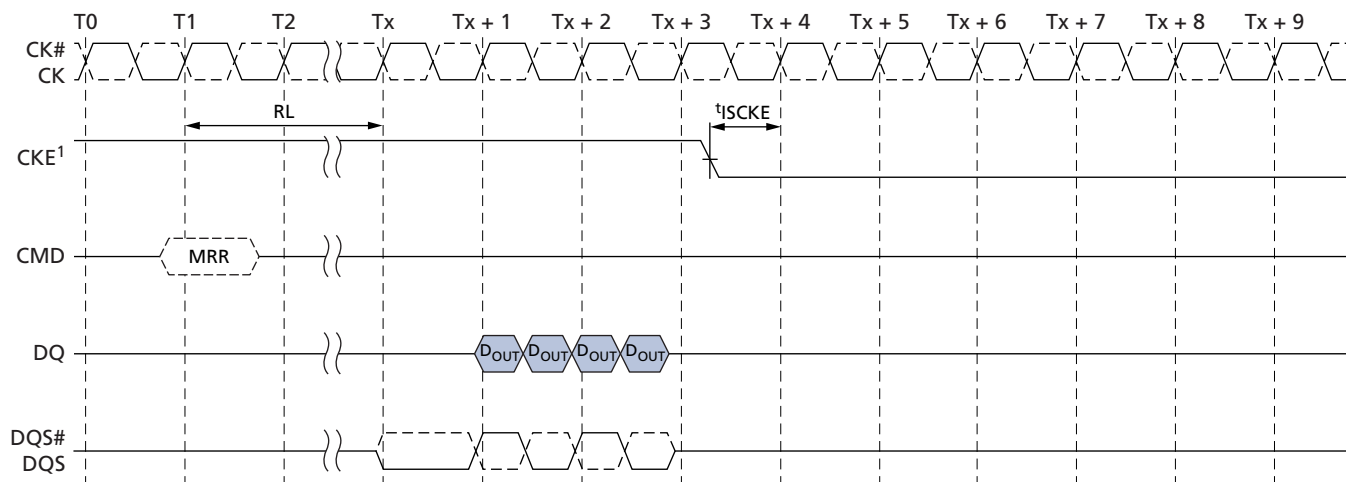 T0 T1 T2 Tx Tx + 1 Tx + 2 Tx + 3 Tx + 4 Tx + 5 Tx + 6 Tx + 7 Tx + 8 Tx + 9
CK#
CK
RL
tISCKE
CKE1
CMD
MRR
DQ
DOUT DOUT DOUT DOUT
DQS#
DQS